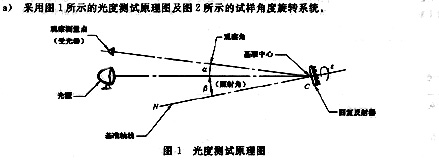 a） 采用图1所示的光度测试原理图及图2所示的试样角度旋转系统。
观察测量点
（受光器）
观察角
基准中心
α
ε
光源
β
（照射角）
C
N
回复反射器
基准轴线
图 1 光度测试原理图